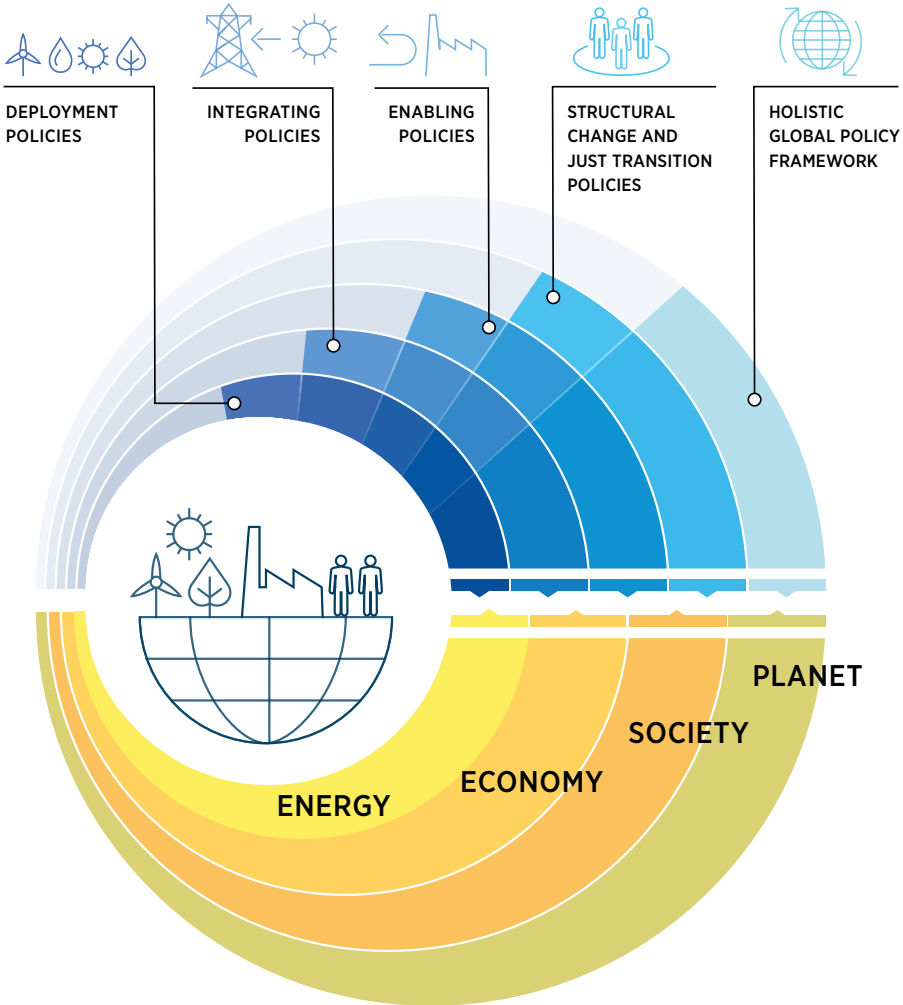 DEPLOYMENT
POLICIES
INTEGRATING
POLICIES
ENABLING
POLICIES
STRUCTURAL
CHANGE AND
JUST TRANSITION
POLICIES
HOLISTIC
GLOBAL POLICY
FRAMEWORK
PLANET
SOCIETY
ECONOMY
ENERGY